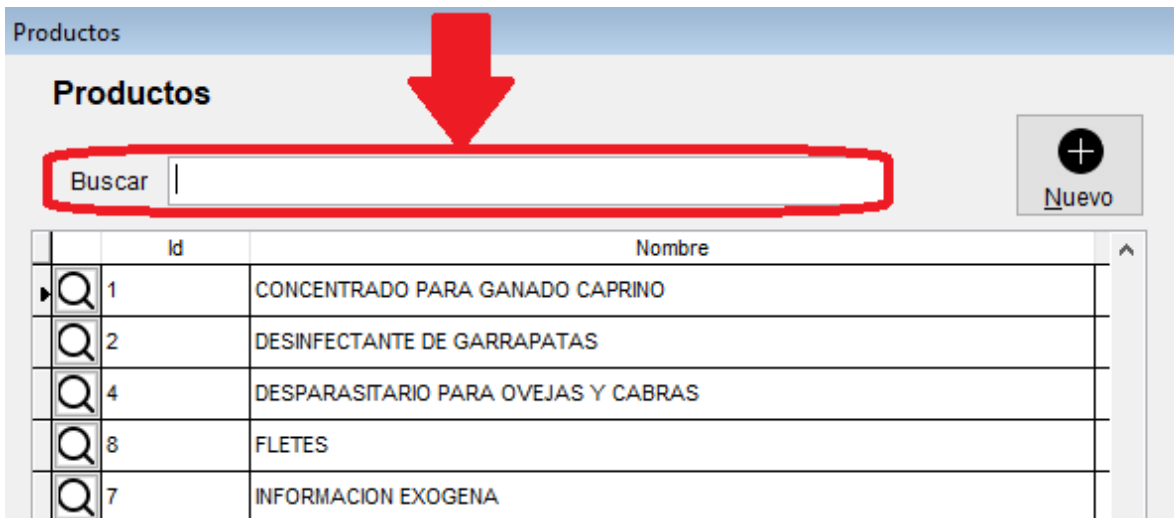 Productos
Productos
Buscar
Nuevo
Id Nombre
1 CONCENTRADO PARA GANADO CAPRINO
2 DESINFECTANTE DE GARRAPATAS
4 DESPARASITARIO PARA OVEJAS Y CABRAS
8 FLETES
7 INFORMACION EXOGENA